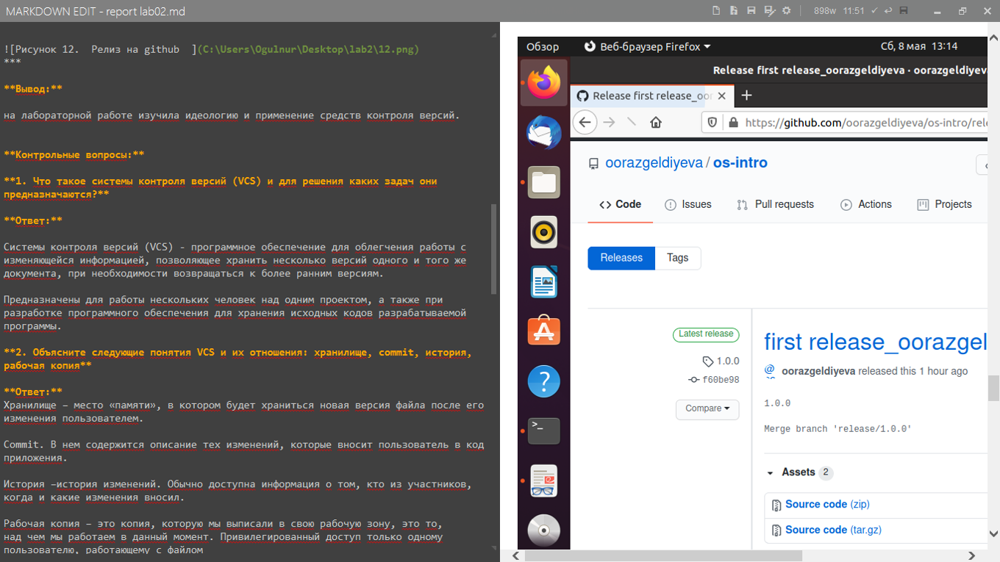 MARKDOWN EDIT - report lab02.md
898w 11:51
![Рисунок 12.  Релиз на github  ](C:\Users\Ogulnur\Desktop\lab2\12.png)
***
**Вывод:**
на лабораторной работе изучила идеологию и применение средств контроля версий.
**Контрольные вопросы:**
**1. Что такое системы контроля версий (VCS) и для решения каких задач они
предназначаются?**
**Ответ:**
Системы контроля версий (VCS) - программное обеспечение для облегчения работы с
изменяющейся информацией, позволяющее хранить несколько версий одного и того же
документа, при необходимости возвращаться к более ранним версиям.
Предназначены для работы нескольких человек над одним проектом, а также при
разработке программного обеспечения для хранения исходных кодов разрабатываемой
программы.
**2. Объясните следующие понятия VCS и их отношения: хранилище, commit, история,
рабочая копия**
**Ответ:**
Хранилище – место «памяти», в котором будет храниться новая версия файла после его
изменения пользователем.
Commit. В нем содержится описание тех изменений, которые вносит пользователь в код
приложения.
История –история изменений. Обычно доступна информация о том, кто из участников,
когда и какие изменения вносил.
Рабочая копия – это копия, которую мы выписали в свою рабочую зону, это то,
над чем мы работаем в данный момент. Привилегированный доступ только одному
пользователю, работающему с файлом
Обзор Веб-браузер Firefox Сб, 8 мая 13:14
Release first release_oorazgeldiyeva · oorazgeldiyeva
Release first release_oor
https://github.com/oorazgeldiyeva/os-intro/rel
oorazgeldiyeva / os-intro
Code Issues Pull requests Actions Projects
Releases Tags
Latest release
1.0.0
f60be98
Compare
first release_oorazgel
oorazgeldiyeva released this 1 hour ago
1.0.0
Merge branch 'release/1.0.0'
Assets 2
Source code (zip)
Source code (tar.gz)